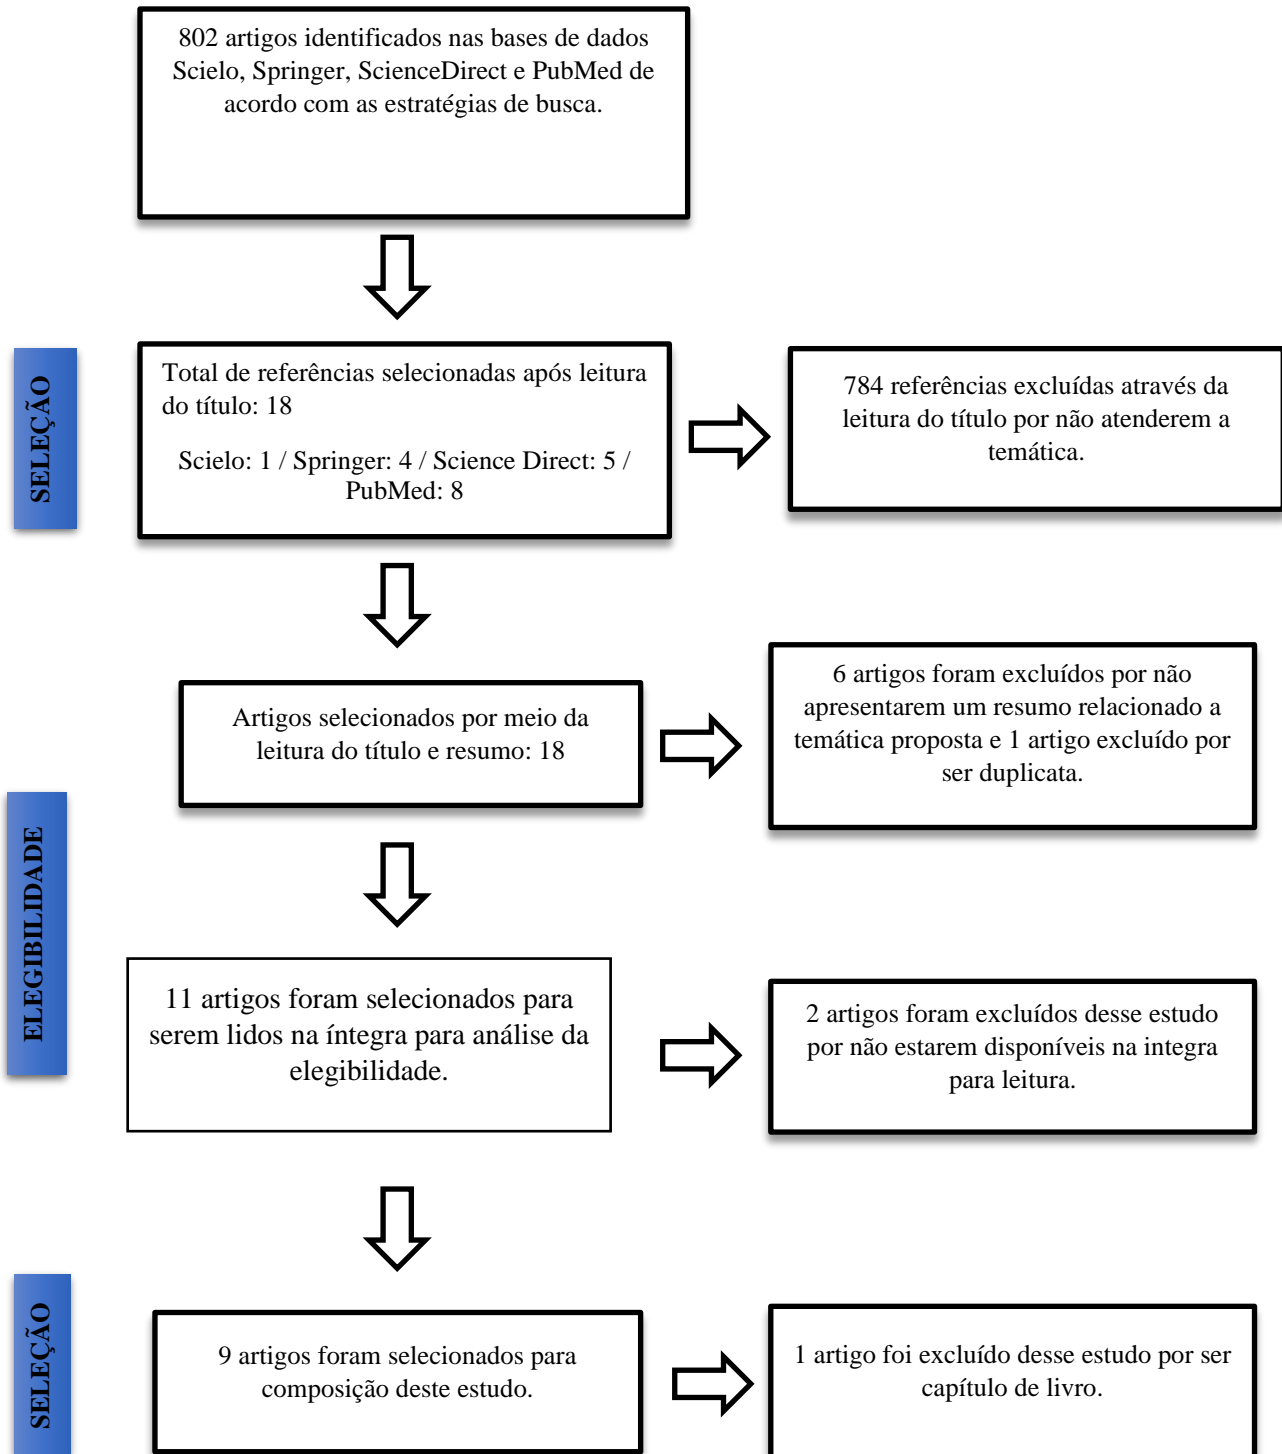 802 artigos identificados nas bases de dados
Scielo, Springer, ScienceDirect e PubMed de
acordo com as estratégias de busca.
SELEÇÃO
Total de referências selecionadas após leitura
do título: 18
Scielo: 1 / Springer: 4 / Science Direct: 5 /
PubMed: 8
784 referências excluídas através da
leitura do título por não atenderem a
temática.
Artigos selecionados por meio da
leitura do título e resumo: 18
6 artigos foram excluídos por não
apresentarem um resumo relacionado a
temática proposta e 1 artigo excluído por
ser duplicata.
ELEGIBILIDADE
11 artigos foram selecionados para
serem lidos na íntegra para análise da
elegibilidade.
2 artigos foram excluídos desse estudo
por não estarem disponíveis na integra
para leitura.
SELEÇÃO
9 artigos foram selecionados para
composição deste estudo.
1 artigo foi excluído desse estudo por ser
capítulo de livro.